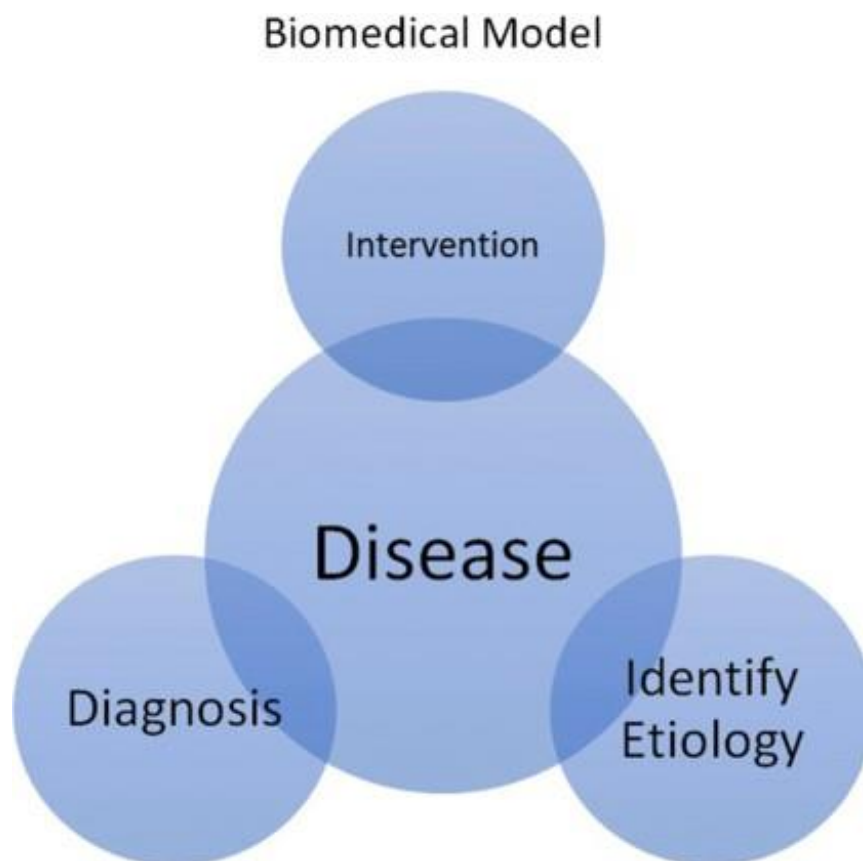 Biomedical Model
Intervention
Disease
Diagnosis
Identify
Etiology